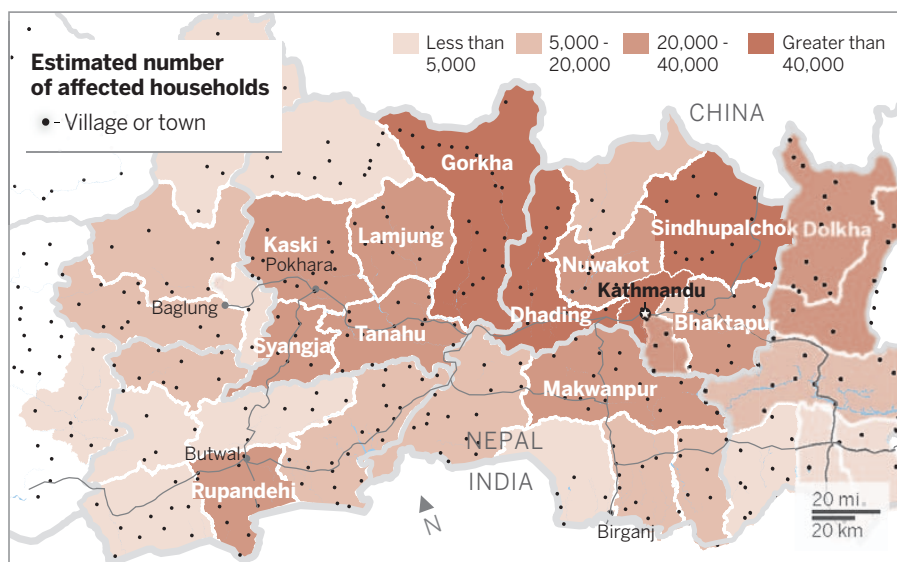 Estimated number
of affected households
- Village or town
Less than
5,000
5,000 -
20,000
20,000 -
40,000
Greater than
40,000
CHINA
Gorkha
Sindhupalchok
Dolkha
Kaski
Lamjung
Pokhara
Nuwakot
Kathmandu
Baglung
Dhading
Bhaktapur
Syangja
Tanahu
Makwanpur
NEPAL
Butwal
INDIA
Rupandehi
N
Birganj
20 mi.
20 km